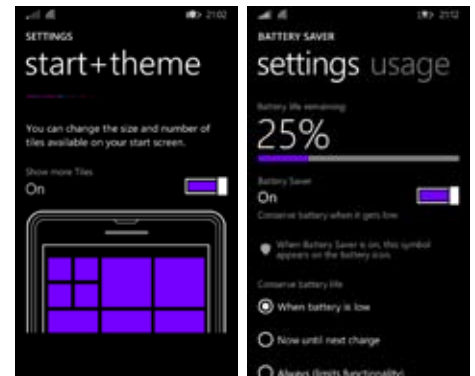 21:02
SETTINGS
start+theme
You can change the size and number of
tiles available on your start screen.
Show more Tiles
On
21:12
BATTERY SAVER
settings usage
Battery life remaining:
25%
Battery Saver
On
Conserve battery when it gets low
When Battery Saver is on, this symbol
appears on the battery icon.
Conserve battery life
When battery is low
Now until next charge
Always (limits functionality)